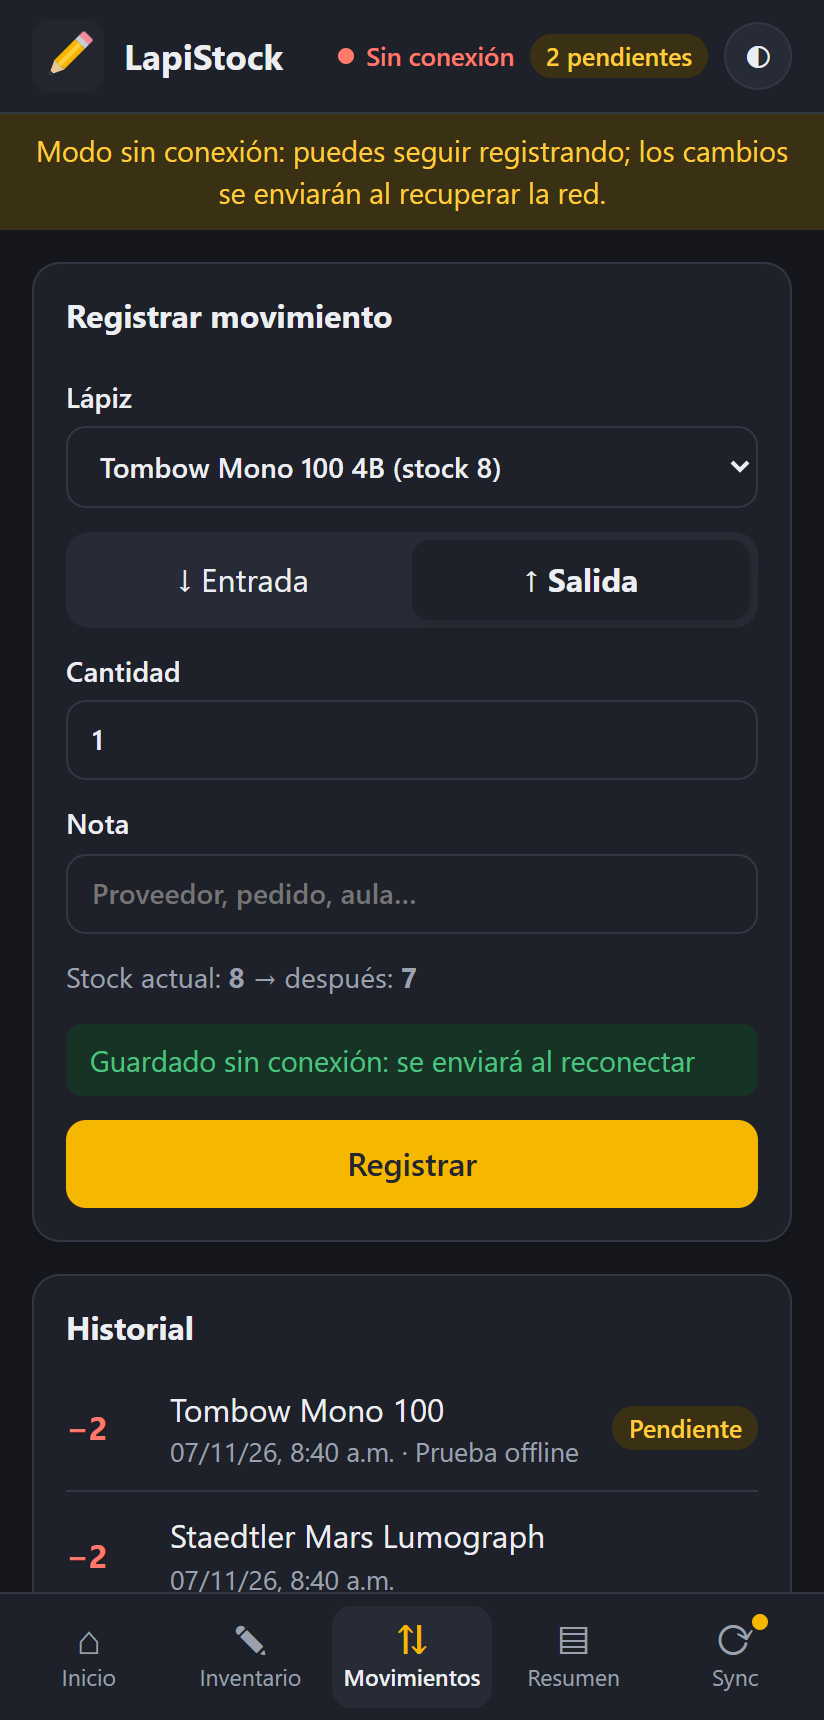 LapiStock
Sin conexión
2 pendientes
Modo sin conexión: puedes seguir registrando; los cambios
se enviarán al recuperar la red.
Registrar movimiento
Lápiz
Tombow Mono 100 4B (stock 8)
↓ Entrada
↑ Salida
Cantidad
1
Nota
Proveedor, pedido, aula...
Stock actual: 8 → después: 7
Guardado sin conexión: se enviará al reconectar
Registrar
Historial
−2
Tombow Mono 100
07/11/26, 8:40 a.m. · Prueba offline
Pendiente
−2
Staedtler Mars Lumograph
07/11/26, 8:40 a.m.
Inicio
Inventario
Movimientos
Resumen
Sync